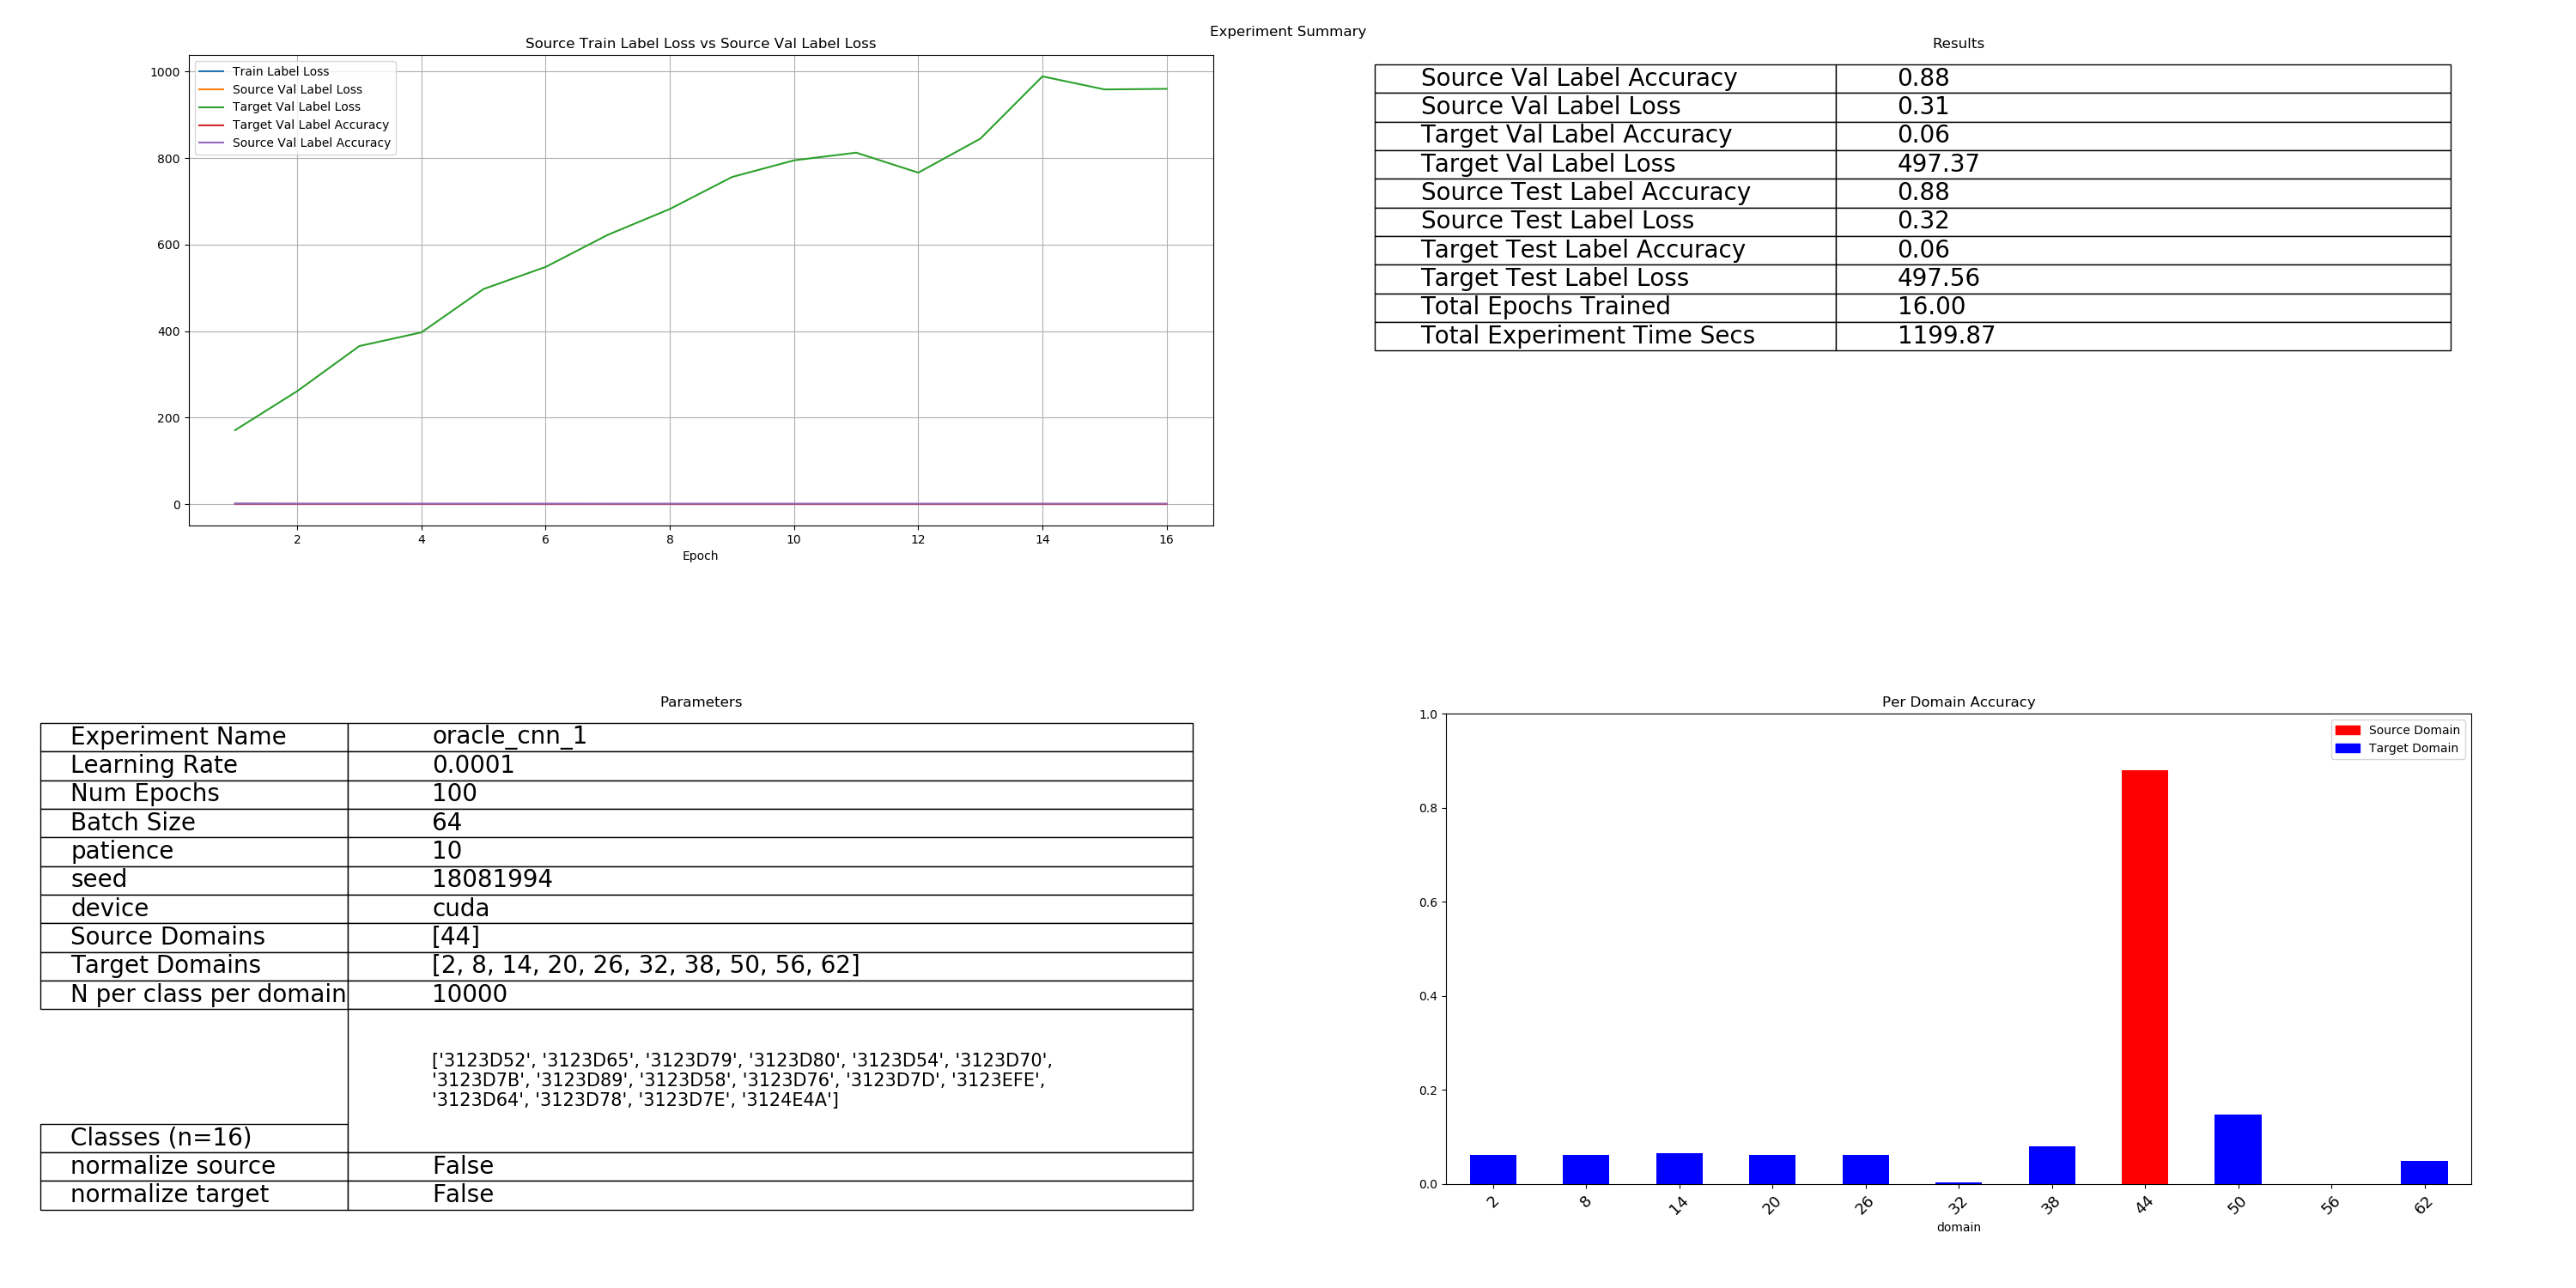 Experiment Summary
Source Train Label Loss vs Source Val Label Loss
Train Label Loss
Source Val Label Loss
Target Val Label Loss
Target Val Label Accuracy
Source Val Label Accuracy
1000
800
600
400
200
0
2 4 6 8 10 12 14 16
Epoch
Results
Source Val Label Accuracy 0.88
Source Val Label Loss 0.31
Target Val Label Accuracy 0.06
Target Val Label Loss 497.37
Source Test Label Accuracy 0.88
Source Test Label Loss 0.32
Target Test Label Accuracy 0.06
Target Test Label Loss 497.56
Total Epochs Trained 16.00
Total Experiment Time Secs 1199.87
Parameters
Experiment Name oracle_cnn_1
Learning Rate 0.0001
Num Epochs 100
Batch Size 64
patience 10
seed 18081994
device cuda
Source Domains [44]
Target Domains [2, 8, 14, 20, 26, 32, 38, 50, 56, 62]
N per class per domain 10000
['3123D52', '3123D65', '3123D79', '3123D80', '3123D54', '3123D70',
'3123D7B', '3123D89', '3123D58', '3123D76', '3123D7D', '3123EFE',
'3123D64', '3123D78', '3123D7E', '3124E4A']
Classes (n=16)
normalize source False
normalize target False
Per Domain Accuracy
Source Domain
Target Domain
1.0
0.8
0.6
0.4
0.2
0.0
2 8 14 20 26 32 38 44 50 56 62
domain